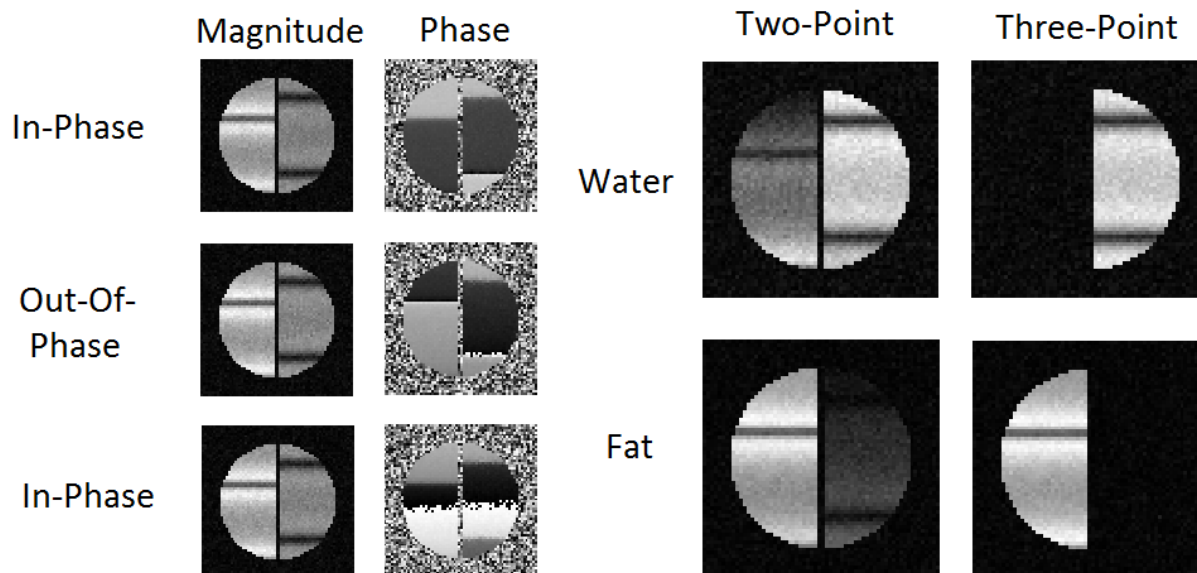 Magnitude Phase
In-Phase
Out-Of-
Phase
In-Phase
Two-Point Three-Point
Water
Fat